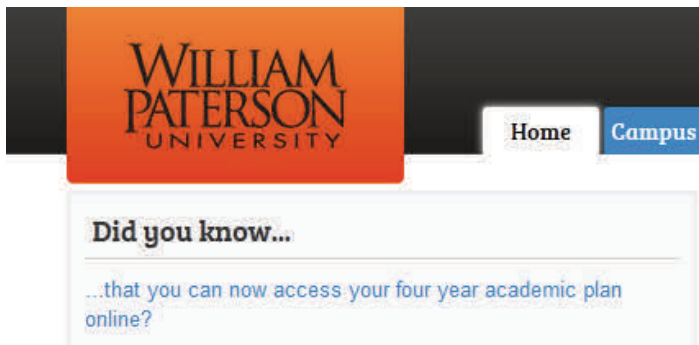 WILLIAM
PATERSON
UNIVERSITY
Home
Campus
Did you know...
...that you can now access your four year academic plan
online?